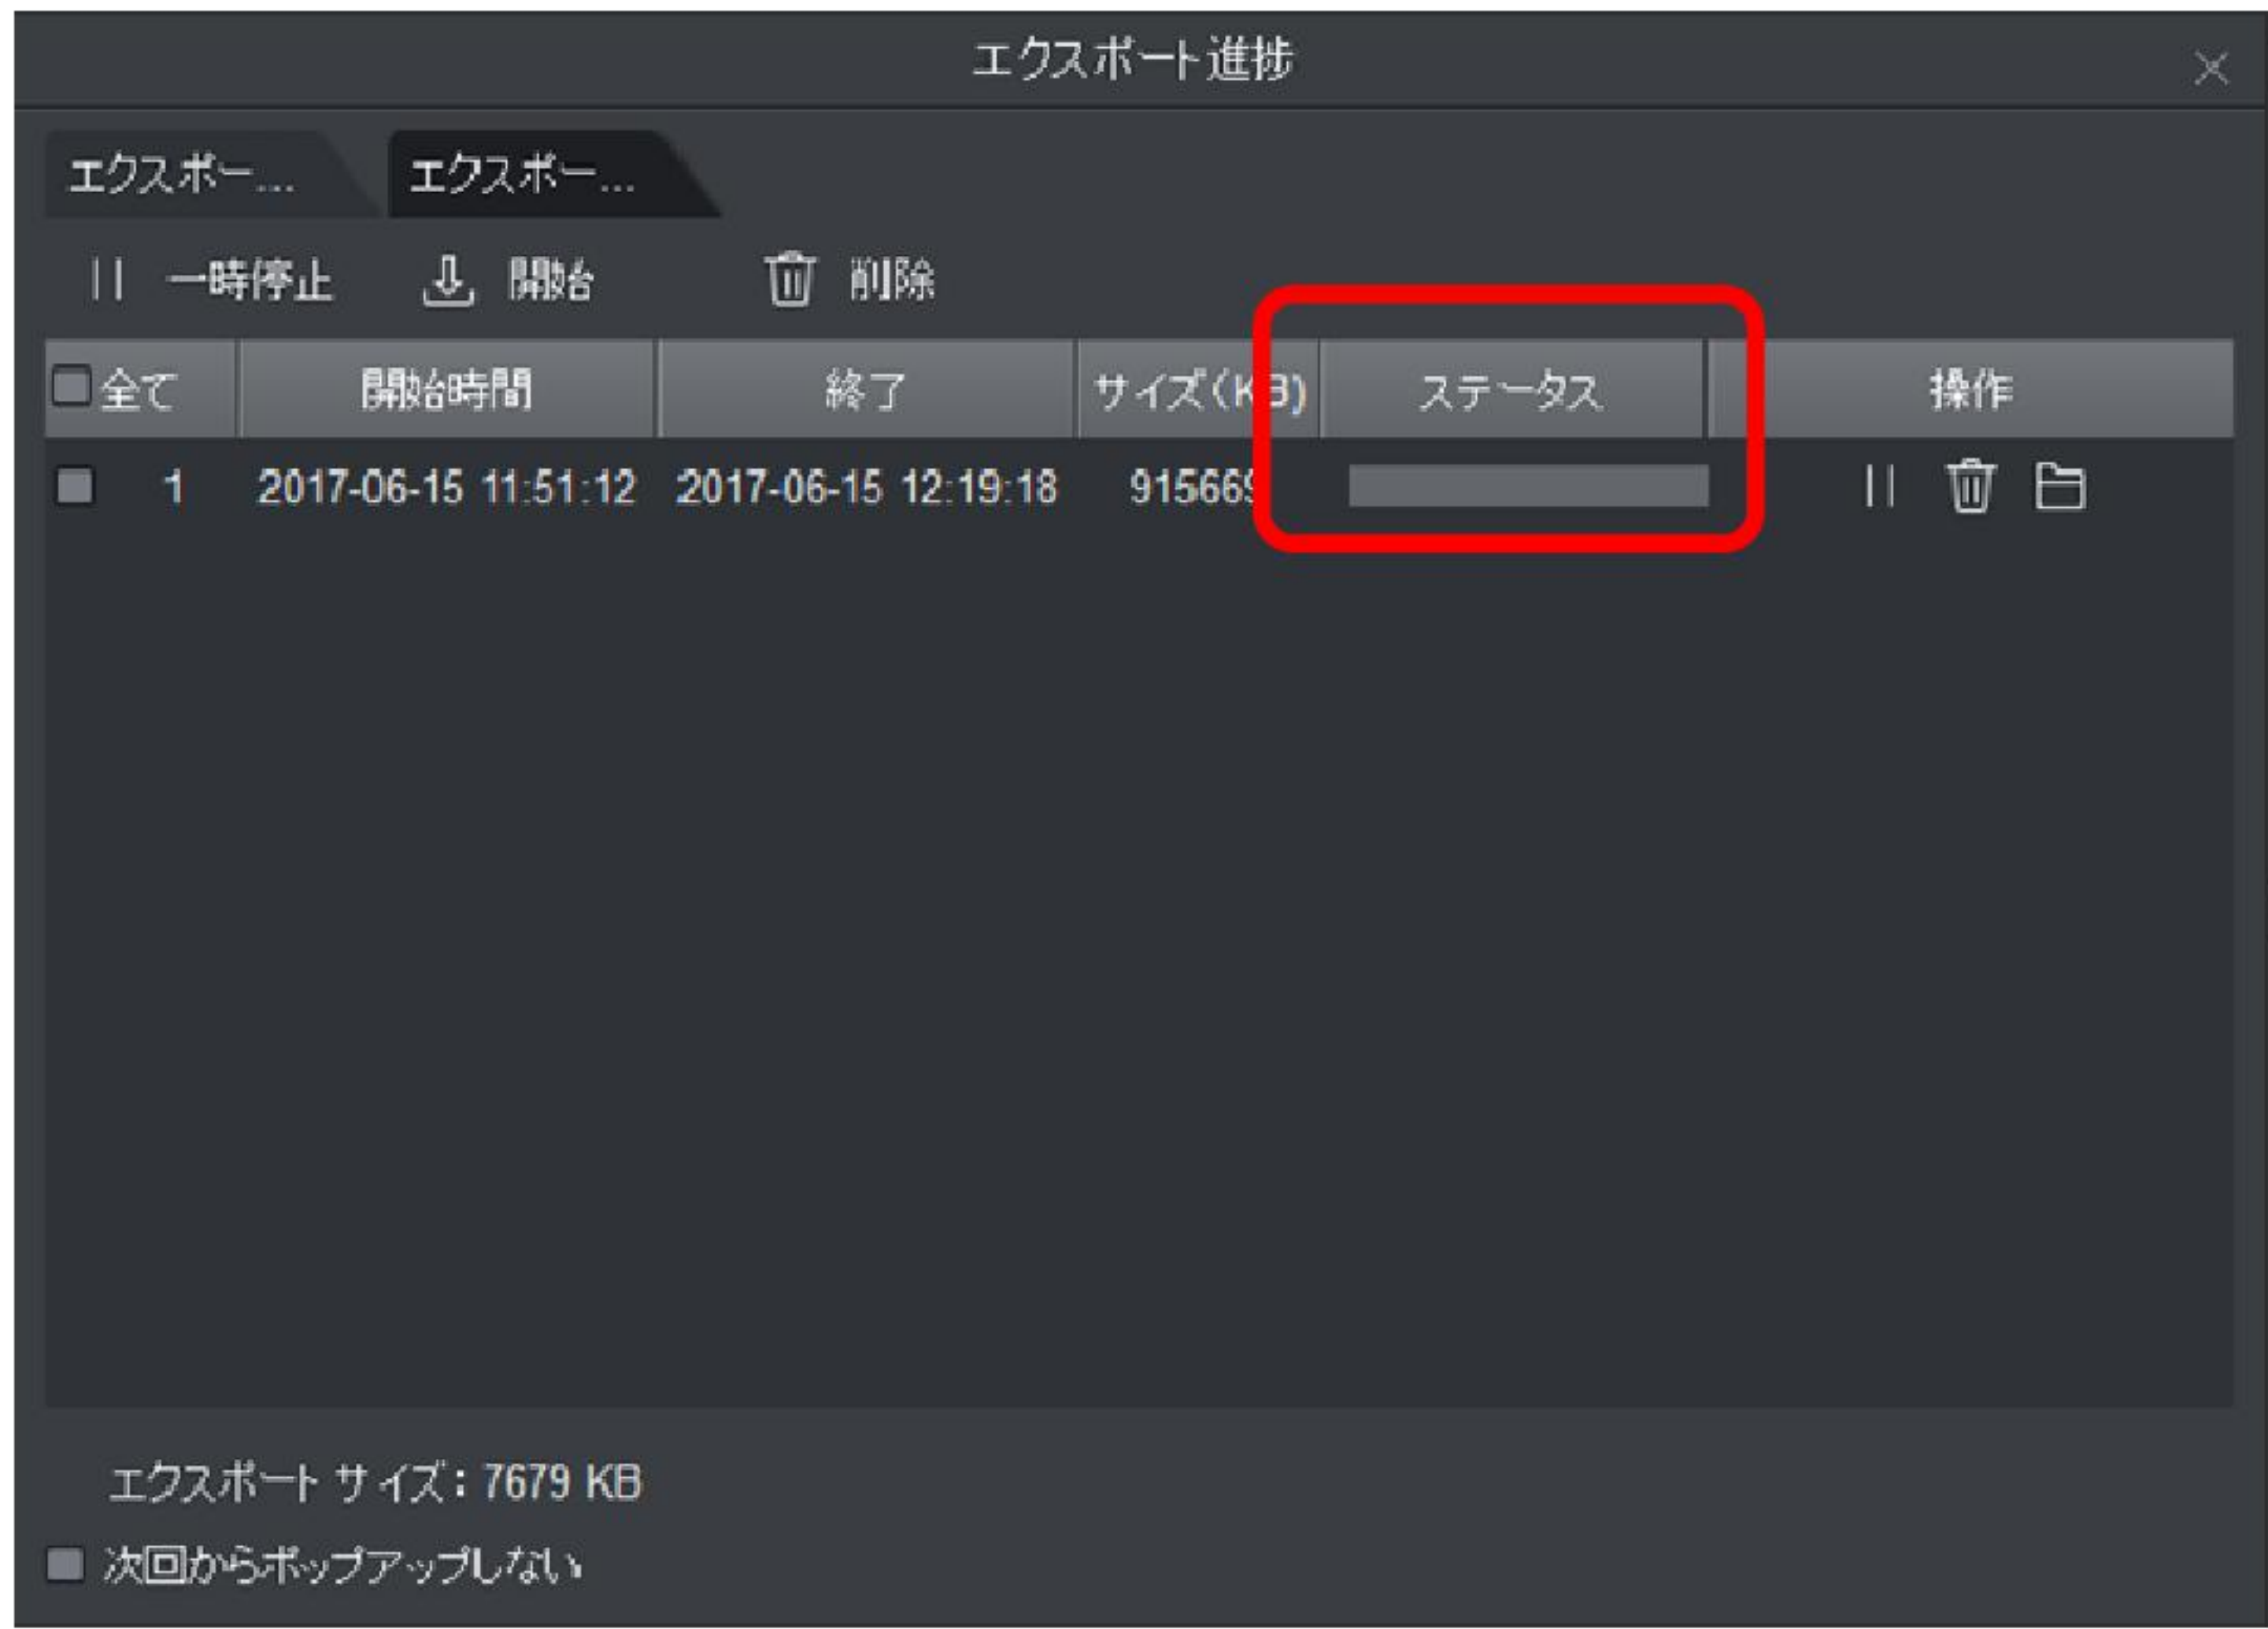 エクスポート進捗
エクスポー... エクスポー...
一時停止 開始 削除
全て 開始時間 終了 サイズ(KB) ステータス 操作
1 2017-06-15 11:51:12 2017-06-15 12:19:18 915669
エクスポート サイズ: 7679 KB
次回からポップアップしない